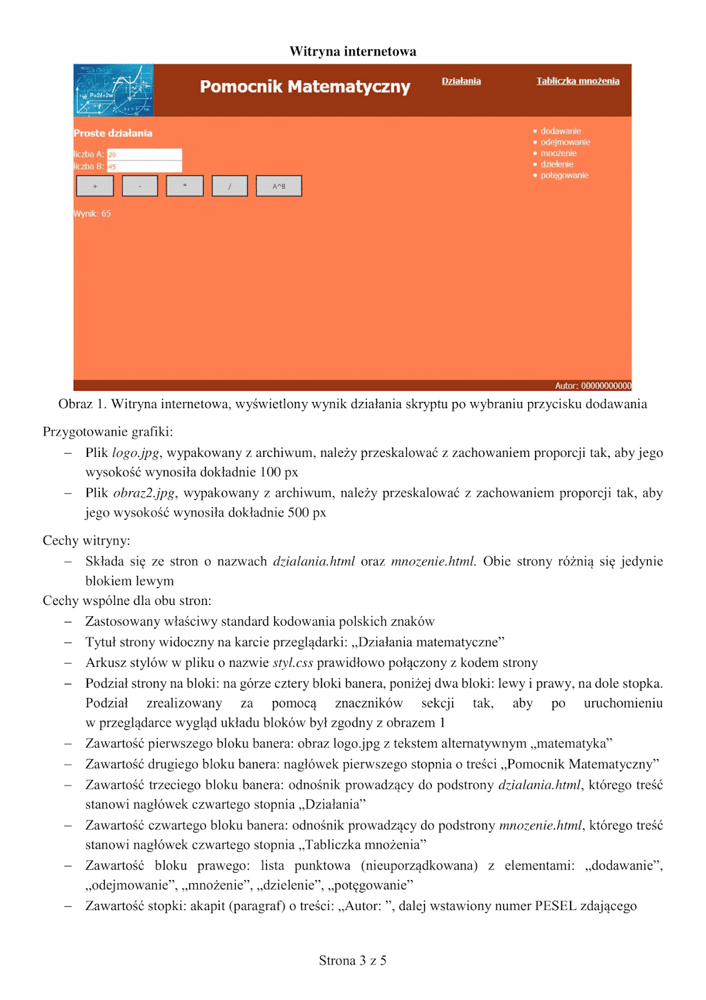 Witryna internetowa
P=2ℓ+2w
Pomocnik Matematyczny
Działania
Tabliczka mnożenia
Proste działania
liczba A: 20
liczba B: 45
+ - * / A^B
Wynik: 65
• dodawanie
• odejmowanie
• mnożenie
• dzielenie
• potęgowanie
Autor: 00000000000
Obraz 1. Witryna internetowa, wyświetlony wynik działania skryptu po wybraniu przycisku dodawania
Przygotowanie grafiki:
– Plik logo.jpg, wypakowany z archiwum, należy przeskalować z zachowaniem proporcji tak, aby jego
wysokość wynosiła dokładnie 100 px
– Plik obraz2.jpg, wypakowany z archiwum, należy przeskalować z zachowaniem proporcji tak, aby
jego wysokość wynosiła dokładnie 500 px
Cechy witryny:
– Składa się ze stron o nazwach dzialania.html oraz mnozenie.html. Obie strony różnią się jedynie
blokiem lewym
Cechy wspólne dla obu stron:
– Zastosowany właściwy standard kodowania polskich znaków
– Tytuł strony widoczny na karcie przeglądarki: „Działania matematyczne”
– Arkusz stylów w pliku o nazwie styl.css prawidłowo połączony z kodem strony
– Podział strony na bloki: na górze cztery bloki banera, poniżej dwa bloki: lewy i prawy, na dole stopka.
Podział zrealizowany za pomocą znaczników sekcji tak, aby po uruchomieniu
w przeglądarce wygląd układu bloków był zgodny z obrazem 1
– Zawartość pierwszego bloku banera: obraz logo.jpg z tekstem alternatywnym „matematyka”
– Zawartość drugiego bloku banera: nagłówek pierwszego stopnia o treści „Pomocnik Matematyczny”
– Zawartość trzeciego bloku banera: odnośnik prowadzący do podstrony dzialania.html, którego treść
stanowi nagłówek czwartego stopnia „Działania”
– Zawartość czwartego bloku banera: odnośnik prowadzący do podstrony mnozenie.html, którego treść
stanowi nagłówek czwartego stopnia „Tabliczka mnożenia”
– Zawartość bloku prawego: lista punktowa (nieuporządkowana) z elementami: „dodawanie”,
„odejmowanie”, „mnożenie”, „dzielenie”, „potęgowanie”
– Zawartość stopki: akapit (paragraf) o treści: „Autor: ”, dalej wstawiony numer PESEL zdającego
Strona 3 z 5